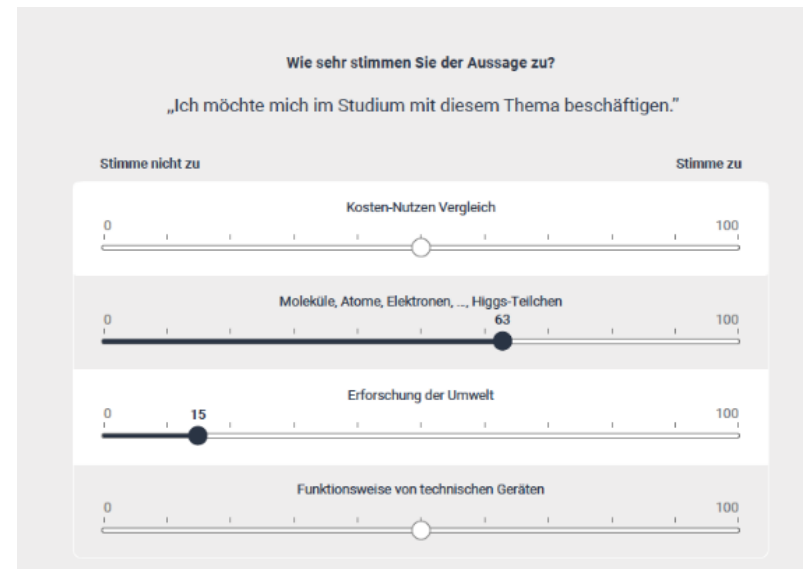 Wie sehr stimmen Sie der Aussage zu?
„Ich möchte mich im Studium mit diesem Thema beschäftigen.”
Stimme nicht zu Stimme zu
Kosten-Nutzen Vergleich
0 100
Moleküle, Atome, Elektronen, ..., Higgs-Teilchen
0 63 100
Erforschung der Umwelt
0 15 100
Funktionsweise von technischen Geräten
0 100